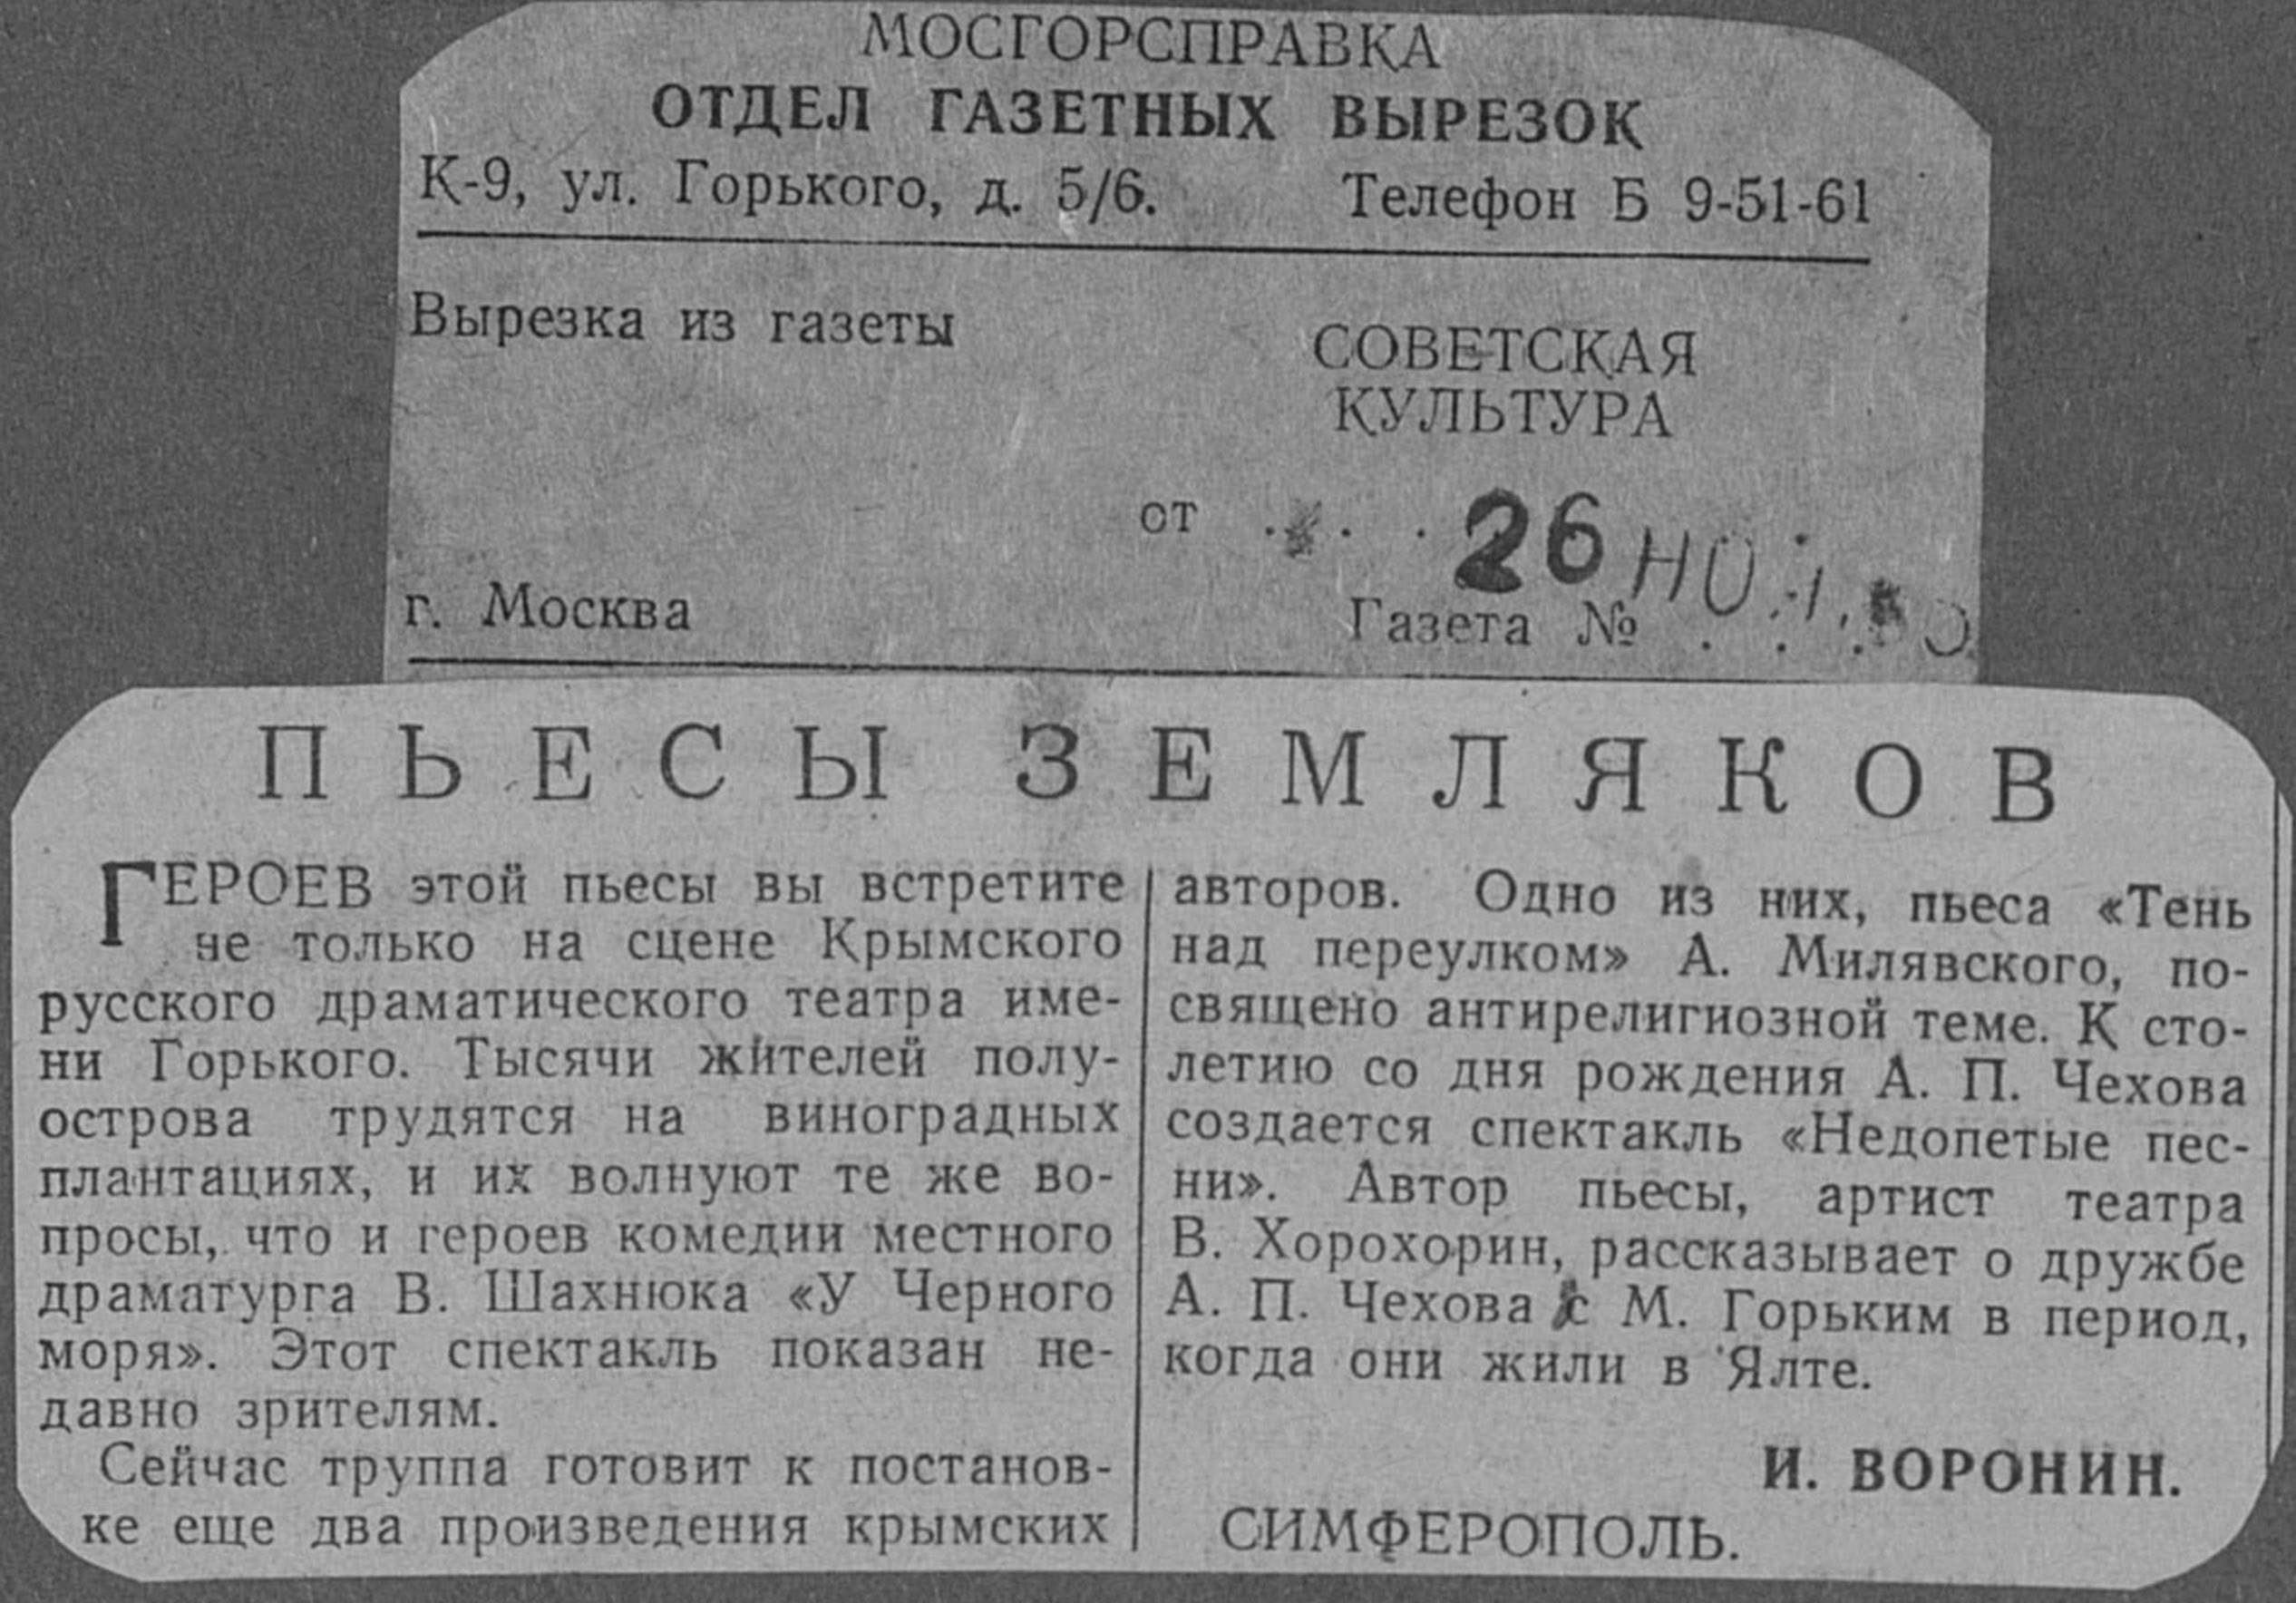 МОСГОРСПРАВКА
ОТДЕЛ ГАЗЕТНЫХ ВЫРЕЗОК
К-9, ул. Горького, д. 5/6. Телефон Б 9-51-61
Вырезка из газеты
СОВЕТСКАЯ
КУЛЬТУРА
от . . . 26 НОЯ
г. Москва
Газета № . . .
ПЬЕСЫ ЗЕМЛЯКОВ
ГЕРОЕВ этой пьесы вы встретите
не только на сцене Крымского
русского драматического театра име-
ни Горького. Тысячи жителей полу-
острова трудятся на виноградных
плантациях, и их волнуют те же во-
просы, что и героев комедии местного
драматурга В. Шахнюка «У Черного
моря». Этот спектакль показан не-
давно зрителям.
Сейчас труппа готовит к постанов-
ке еще два произведения крымских
авторов. Одно из них, пьеса «Тень
над переулком» А. Милявского, по-
священо антирелигиозной теме. К сто-
летию со дня рождения А. П. Чехова
создается спектакль «Недопетые пес-
ни». Автор пьесы, артист театра
В. Хорохорин, рассказывает о дружбе
А. П. Чехова с М. Горьким в период,
когда они жили в Ялте.
И. ВОРОНИН.
СИМФЕРОПОЛЬ.